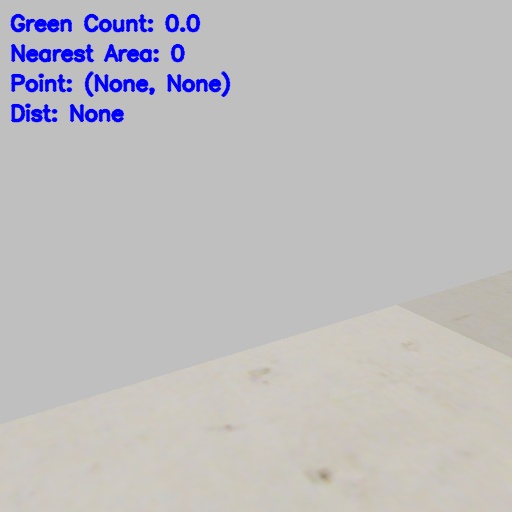 Green Count: 0.0
Nearest Area: 0
Point: (None, None)
Dist: None